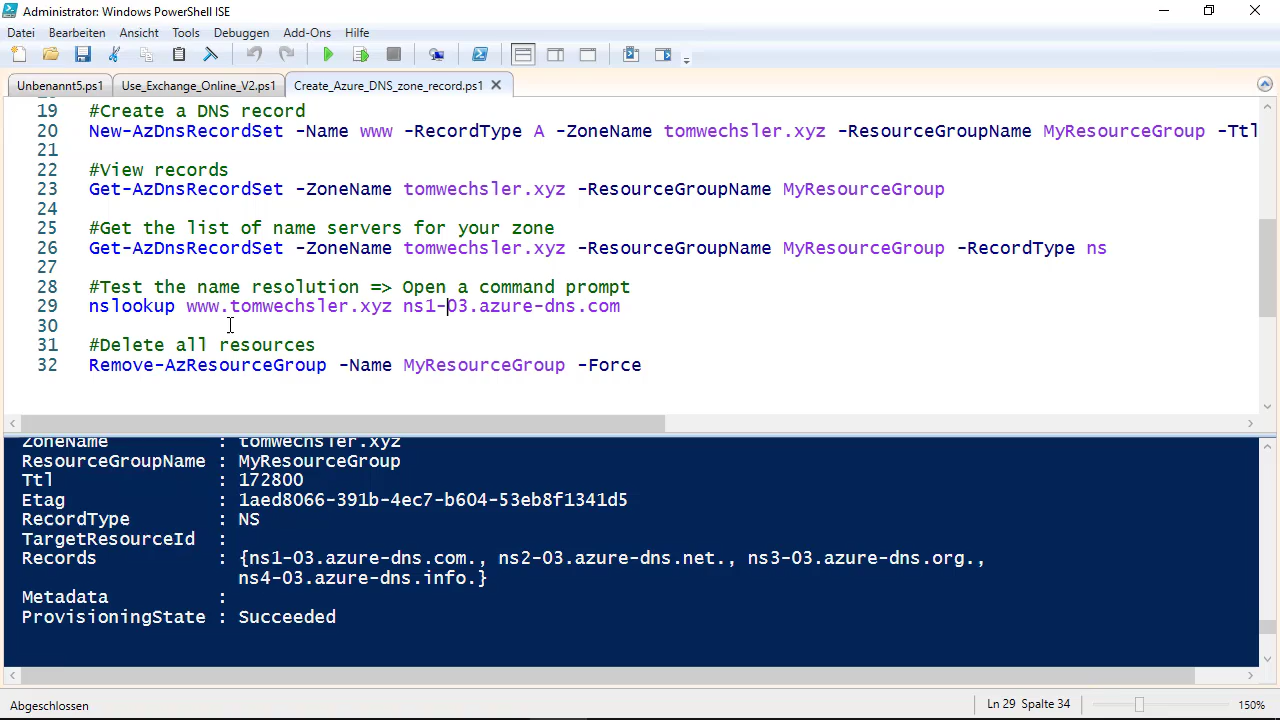 Administrator: Windows PowerShell ISE
Datei Bearbeiten Ansicht Tools Debuggen Add-Ons Hilfe
Unbenannt5.ps1 Use_Exchange_Online_V2.ps1 Create_Azure_DNS_zone_record.ps1
19 #Create a DNS record
20 New-AzDnsRecordSet -Name www -RecordType A -ZoneName tomwechsler.xyz -ResourceGroupName MyResourceGroup -Ttl
21
22 #View records
23 Get-AzDnsRecordSet -ZoneName tomwechsler.xyz -ResourceGroupName MyResourceGroup
24
25 #Get the list of name servers for your zone
26 Get-AzDnsRecordSet -ZoneName tomwechsler.xyz -ResourceGroupName MyResourceGroup -RecordType ns
27
28 #Test the name resolution => Open a command prompt
29 nslookup www.tomwechsler.xyz ns1-03.azure-dns.com
30
31 #Delete all resources
32 Remove-AzResourceGroup -Name MyResourceGroup -Force
ZoneName : tomwechsler.xyz
ResourceGroupName : MyResourceGroup
Ttl : 172800
Etag : 1aed8066-391b-4ec7-b604-53eb8f1341d5
RecordType : NS
TargetResourceId :
Records : {ns1-03.azure-dns.com., ns2-03.azure-dns.net., ns3-03.azure-dns.org.,
ns4-03.azure-dns.info.}
Metadata :
ProvisioningState : Succeeded
Abgeschlossen Ln 29 Spalte 34 150%